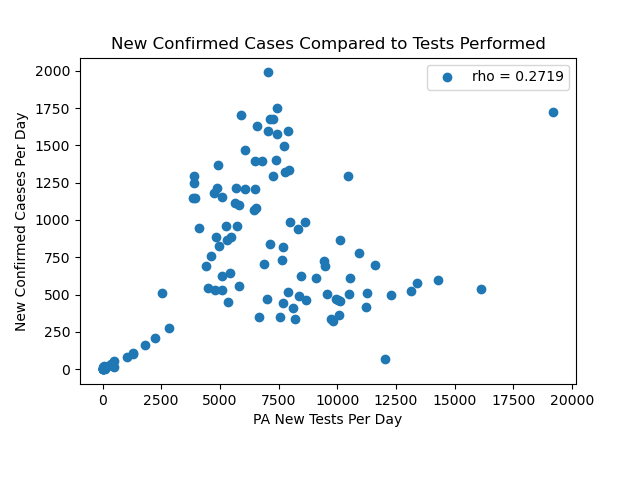 New Confirmed Cases Compared to Tests Performed
rho = 0.2719
New Confirmed Caeses Per Day
2000
1750
1500
1250
1000
750
500
250
0
0 2500 5000 7500 10000 12500 15000 17500 20000
PA New Tests Per Day